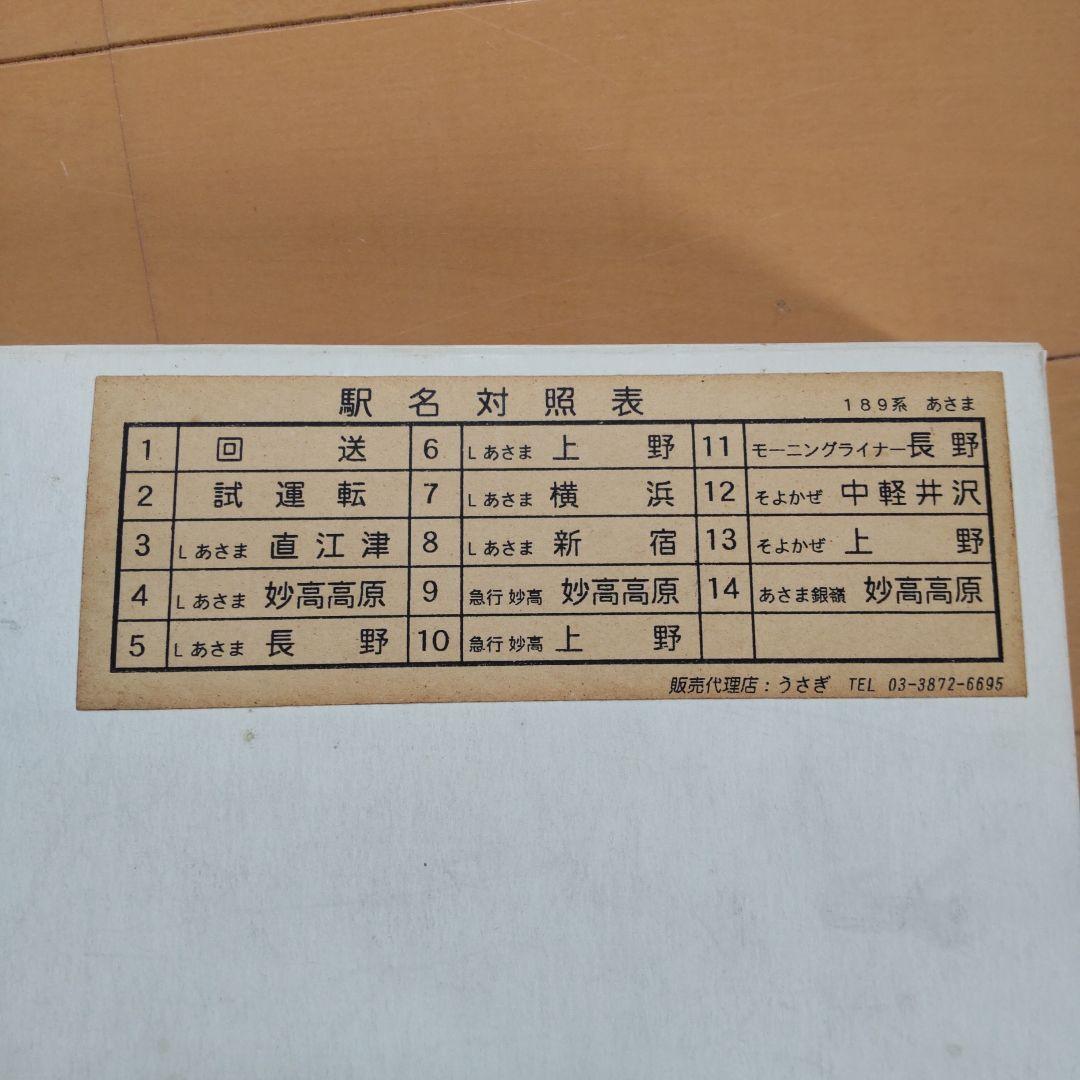 駅名対照表 189系 あさま
1 回送 6 Lあさま 上野 11 モーニングライナー 長野
2 試運転 7 Lあさま 横浜 12 そよかぜ 中軽井沢
3 Lあさま 直江津 8 Lあさま 新宿 13 そよかぜ 上野
4 Lあさま 妙高高原 9 急行妙高 妙高高原 14 あさま銀嶺 妙高高原
5 Lあさま 長野 10 急行妙高 上野
販売代理店:うさぎ TEL 03-3872-6695